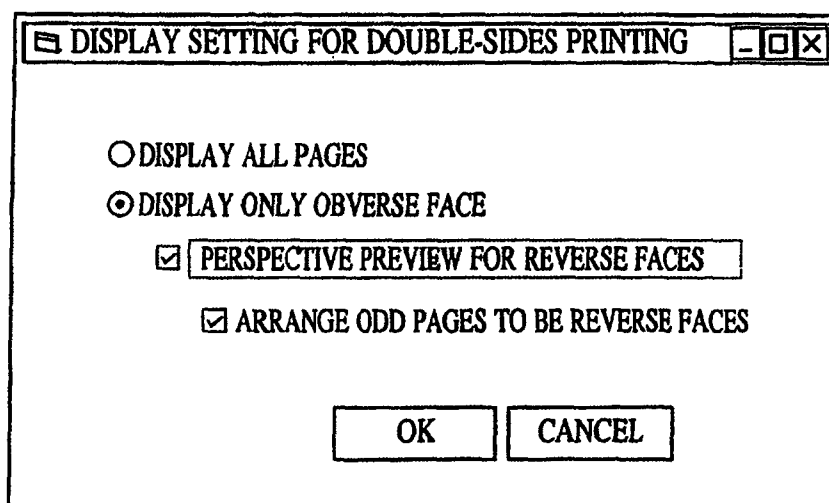 DISPLAY SETTING FOR DOUBLE-SIDES PRINTING
DISPLAY ALL PAGES
DISPLAY ONLY OBVERSE FACE
PERSPECTIVE PREVIEW FOR REVERSE FACES
ARRANGE ODD PAGES TO BE REVERSE FACES
OK CANCEL